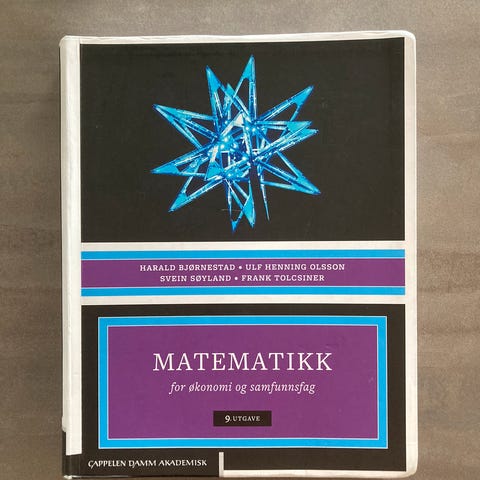 HARALD BJØRNESTAD • ULF HENNING OLSSON
SVEIN SØYLAND • FRANK TOLCSINER
MATEMATIKK
for økonomi og samfunnsfag
9. UTGAVE
CAPPELEN DAMM AKADEMISK